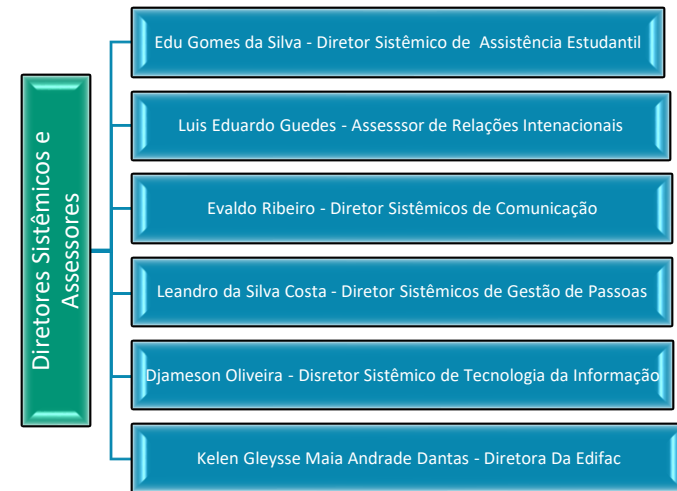 Diretores Sistêmicos e
Assessores
Edu Gomes da Silva - Diretor Sistêmico de  Assistência Estudantil
Luis Eduardo Guedes - Assesssor de Relações Intenacionais
Evaldo Ribeiro - Diretor Sistêmicos de Comunicação
Leandro da Silva Costa - Diretor Sistêmicos de Gestão de Passoas
Djameson Oliveira - Disretor Sistêmico de Tecnologia da Informação
Kelen Gleysse Maia Andrade Dantas - Diretora Da Edifac